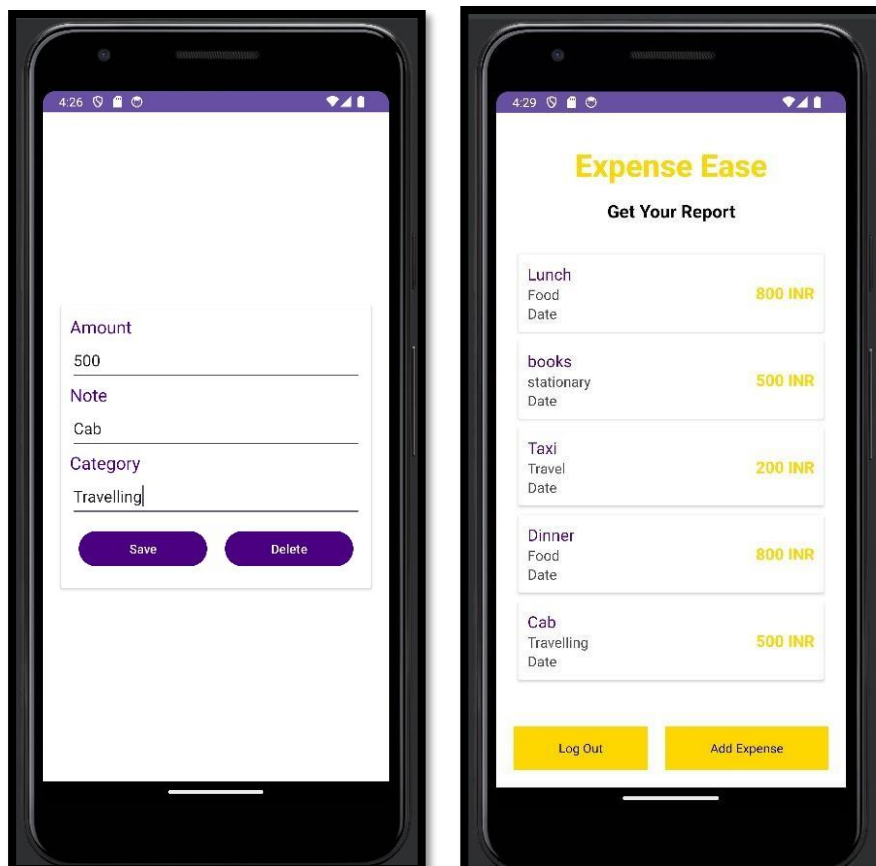 4:26
Amount
500
Note
Cab
Category
Travelling
Save Delete
4:29
Expense Ease
Get Your Report
Lunch
Food
800 INR
Date
books
stationary
500 INR
Date
Taxi
Travel
200 INR
Date
Dinner
Food
800 INR
Date
Cab
Travelling
500 INR
Date
Log Out Add Expense